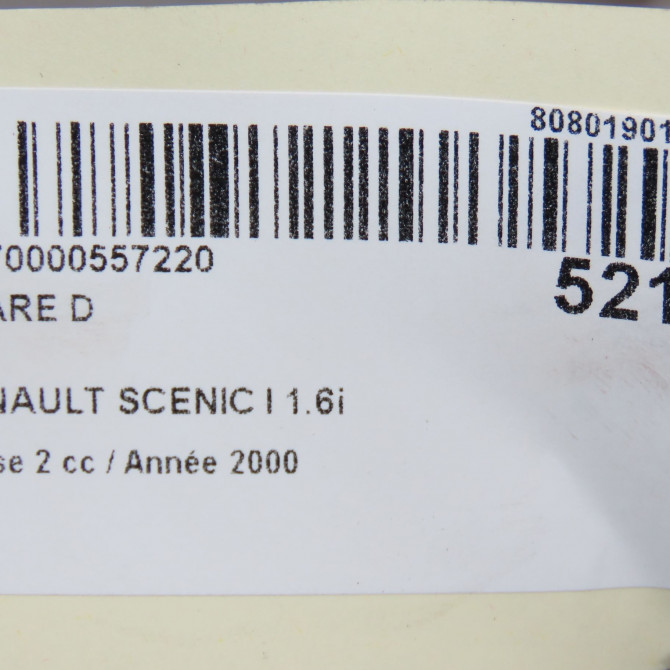 80801901
70000557220
521
ARE D
NAULT SCENIC I 1.6i
se 2 cc / Année 2000